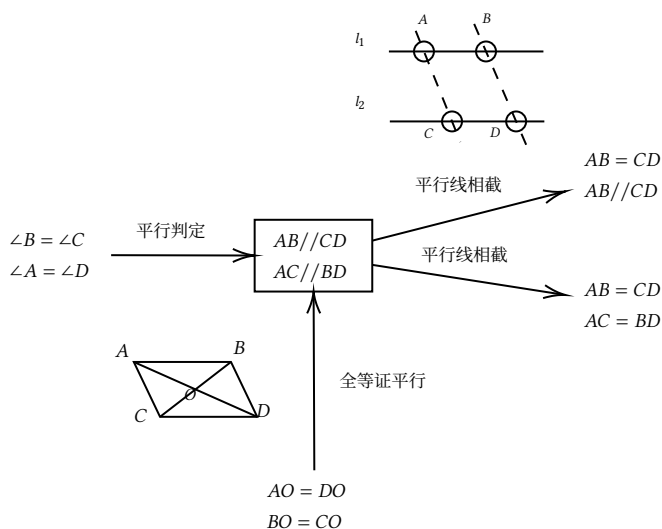 A B
l₁
l₂
C D
AB = CD
AB//CD
平行线相截
平行判定
∠B = ∠C
∠A = ∠D
AB//CD
AC//BD
平行线相截
AB = CD
AC = BD
A B
O
C D
全等证平行
AO = DO
BO = CO